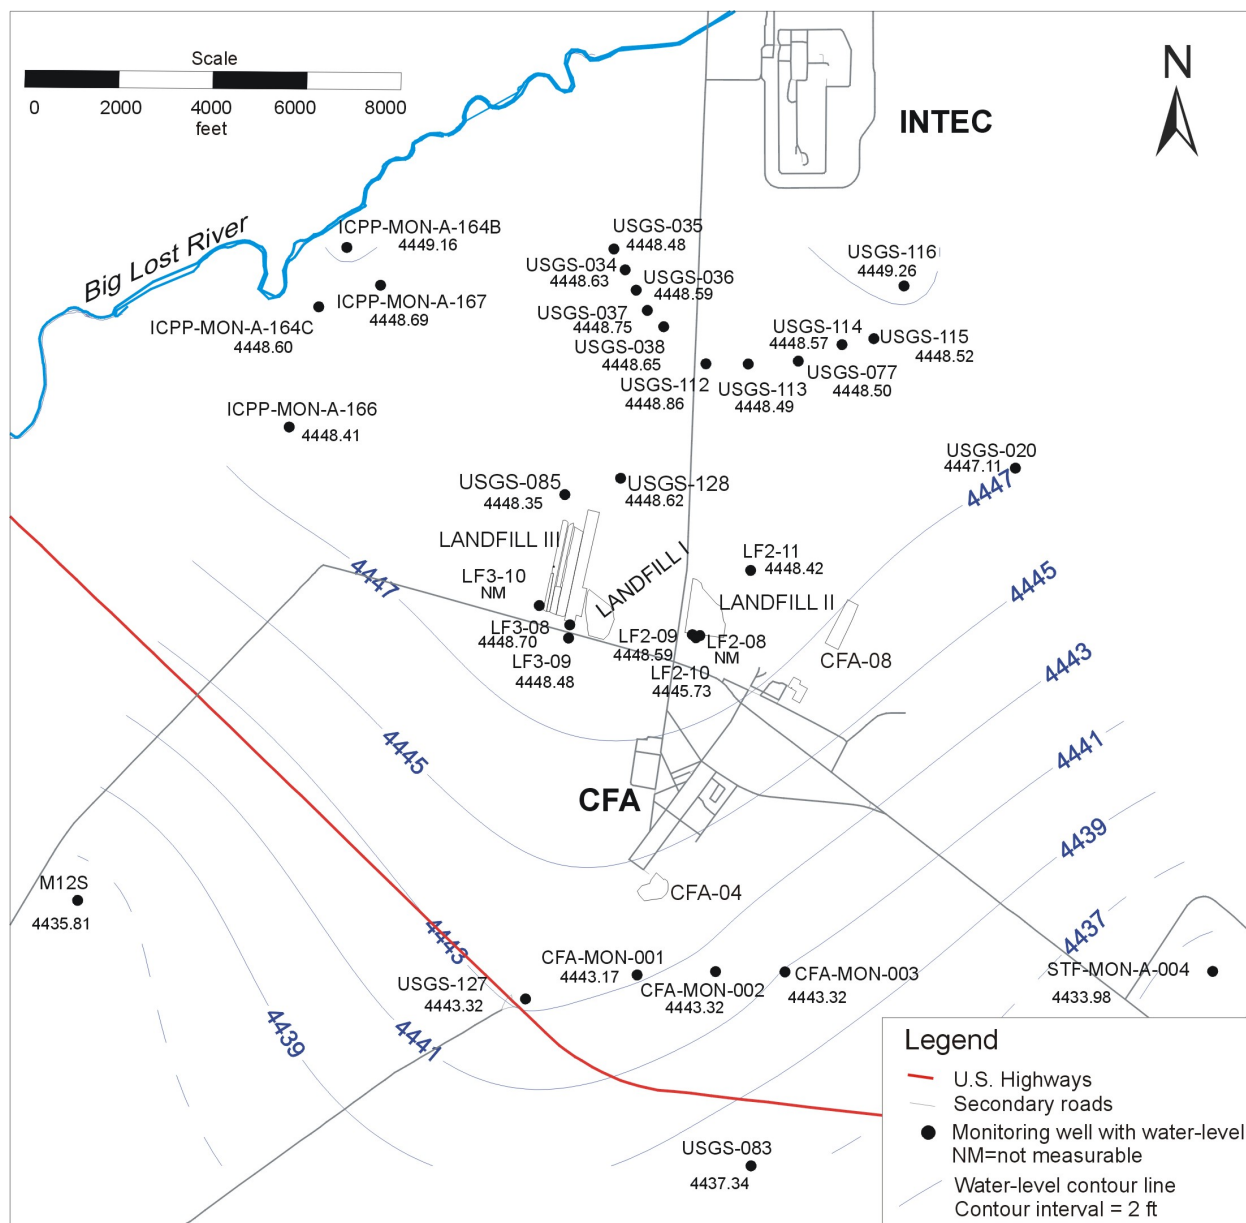 Scale
0 2000 4000 6000 8000
feet
N
INTEC
Big Lost River
ICPP-MON-A-164B
4449.16
USGS-035
4448.48
USGS-034
4448.63
USGS-036
4448.59
USGS-116
4449.26
ICPP-MON-A-167
4448.69
ICPP-MON-A-164C
4448.60
USGS-037
4448.75
USGS-038
4448.65
USGS-114
4448.57
USGS-115
4448.52
USGS-077
4448.50
USGS-112
4448.86
USGS-113
4448.49
ICPP-MON-A-166
4448.41
USGS-020
4447.11
4447
USGS-085
4448.35
USGS-128
4448.62
LANDFILL III
LANDFILL I
LF2-11
4448.42
4447
LF3-10
NM
LANDFILL II
4445
LF3-08
4448.70
LF3-09
4448.48
LF2-09
4448.59
LF2-08
NM
LF2-10
4445.73
CFA-08
4443
4445
4441
CFA
4439
M12S
4435.81
CFA-04
4443
4437
CFA-MON-001
4443.17
CFA-MON-002
4443.32
CFA-MON-003
4443.32
STF-MON-A-004
4433.98
USGS-127
4443.32
4439
4441
USGS-083
4437.34
Legend
U.S. Highways
Secondary roads
Monitoring well with water-level
NM=not measurable
Water-level contour line
Contour interval = 2 ft